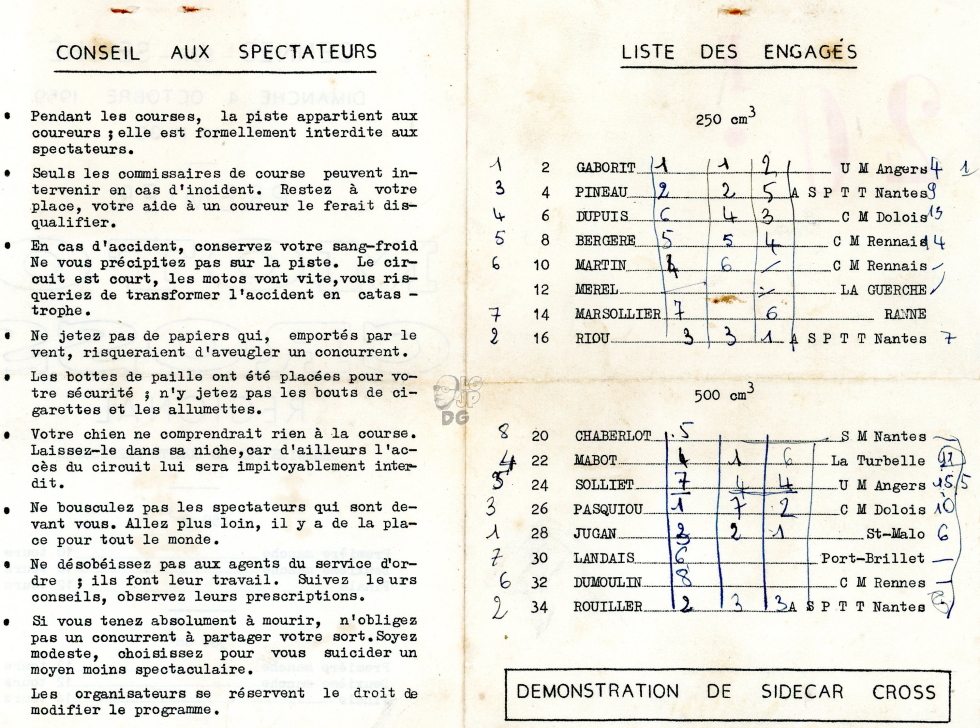 CONSEIL AUX SPECTATEURS
• Pendant les courses, la piste appartient aux
coureurs ; elle est formellement interdite aux
spectateurs.
• Seuls les commissaires de course peuvent in-
tervenir en cas d'incident. Restez à votre
place, votre aide à un coureur le ferait dis-
qualifier.
• En cas d'accident, conservez votre sang-froid
Ne vous précipitez pas sur la piste. Le cir-
cuit est court, les motos vont vite,vous ris-
queriez de transformer l'accident en catas -
trophe.
• Ne jetez pas de papiers qui, emportés par le
vent, risqueraient d'aveugler un concurrent.
• Les bottes de paille ont été placées pour vo-
tre sécurité ; n'y jetez pas les bouts de ci-
garettes et les allumettes.
• Votre chien ne comprendrait rien à la course.
Laissez-le dans sa niche,car d'ailleurs l'ac-
cès du circuit lui sera impitoyablement inter-
dit.
• Ne bousculez pas les spectateurs qui sont de-
vant vous. Allez plus loin, il y a de la pla-
ce pour tout le monde.
• Ne désobéissez pas aux agents du service d'or-
dre ; ils font leur travail. Suivez leurs
conseils, observez leurs prescriptions.
• Si vous tenez absolument à mourir, n'obligez
pas un concurrent à partager votre sort.Soyez
modeste, choisissez pour vous suicider un
moyen moins spectaculaire.
Les organisateurs se réservent le droit de
modifier le programme.
LISTE DES ENGAGÉS
250 cm3
1 2 GABORIT 1 1 2 U M Angers 4 1
3 4 PINEAU 2 2 5 A S P T T Nantes 9
4 6 DUPUIS 6 4 3 C M Dolois 13
5 8 BERGERE 5 5 4 C M Rennais 14
6 10 MARTIN 4 6 C M Rennais
12 MEREL LA GUERCHE
7 14 MARSOLLIER 7 6 RANNE
2 16 RIOU 3 3 1 A S P T T Nantes 7
500 cm3
8 20 CHABERLOT 5 S M Nantes
4 22 MABOT 4 1 6 La Turbelle 11
5 24 SOLLIET 7 4 4 U M Angers 15,5
3 26 PASQUIOU 1 7 2 C M Dolois 10
1 28 JUGAN 3 2 1 St-Malo 6
7 30 LANDAIS 6 Port-Brillet
6 32 DUMOULIN 8 C M Rennes
2 34 ROUILLER 2 3 3 A S P T T Nantes
DEMONSTRATION DE SIDECAR CROSS
LG
JP
DG